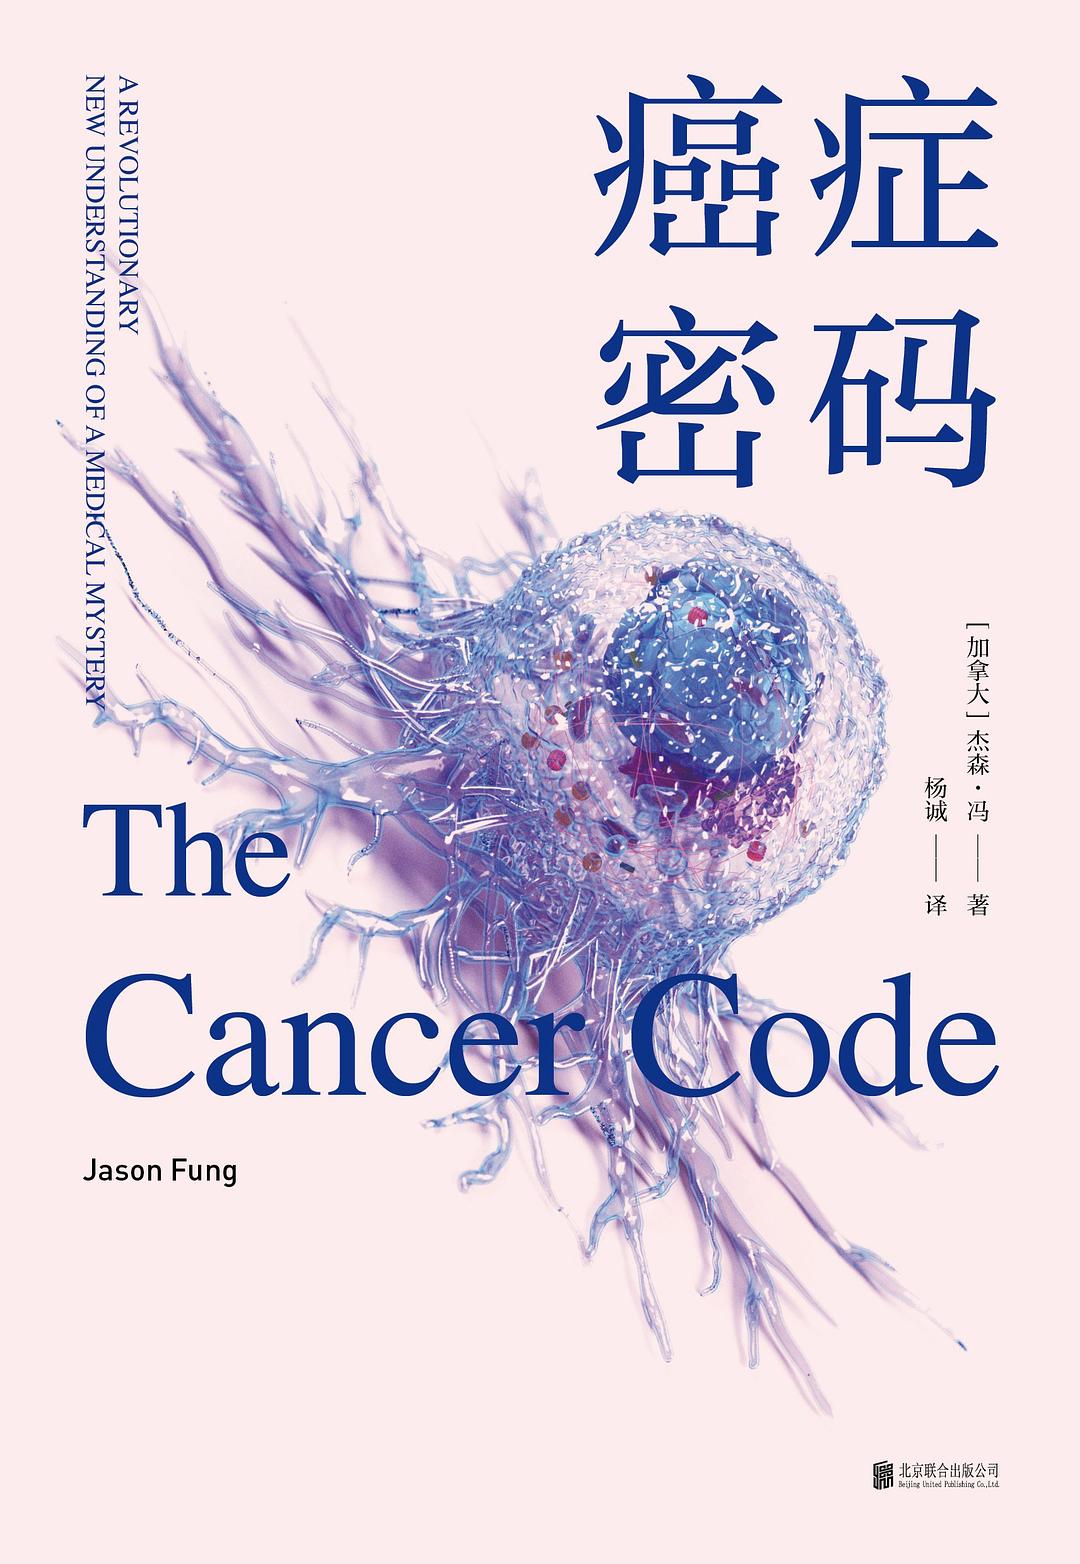 癌症
密码
A REVOLUTIONARY
NEW UNDERSTANDING OF A MEDICAL MYSTERY
[加拿大]杰森·冯——著
杨诚——译
The
Cancer Code
Jason Fung
北京联合出版公司
Beijing United Publishing Co.,Ltd.